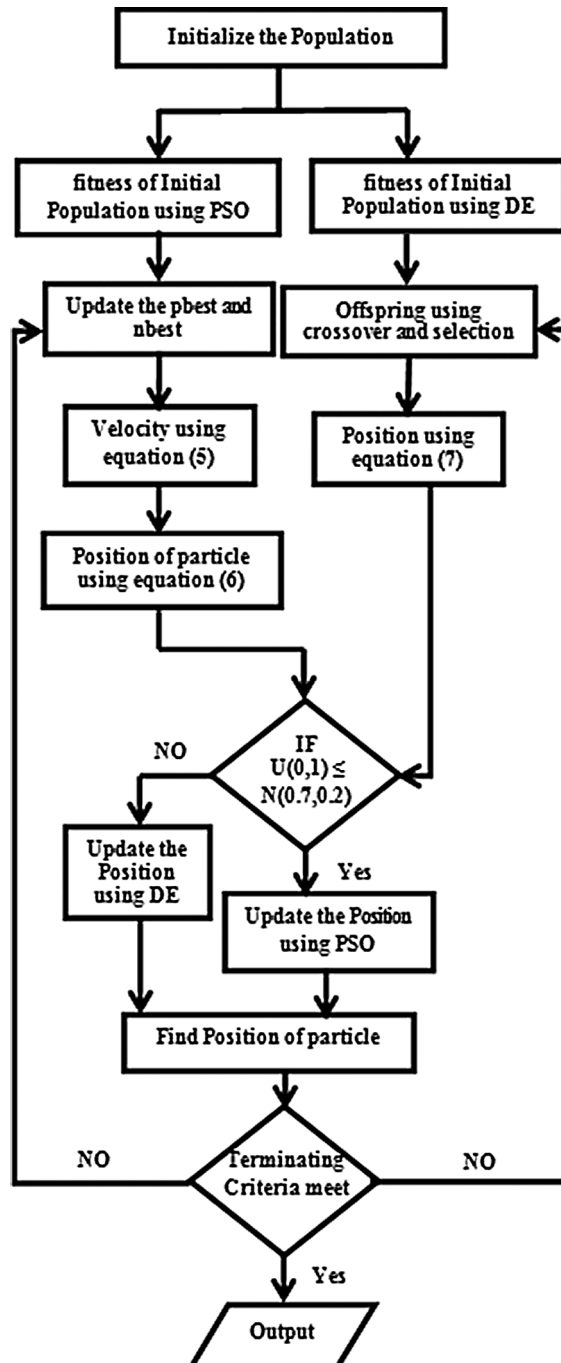 Initialize the Population
fitness of Initial
Population using PSO
fitness of Initial
Population using DE
Update the pbest and
nbest
Offspring using
crossover and selection
Velocity using
equation (5)
Position using
equation (7)
Position of particle
using equation (6)
IF
U(0,1) ≤
N(0.7,0.2)
NO
Yes
Update the
Position
using DE
Update the Position
using PSO
Find Position of particle
Terminating
Criteria meet
NO
NO
Yes
Output